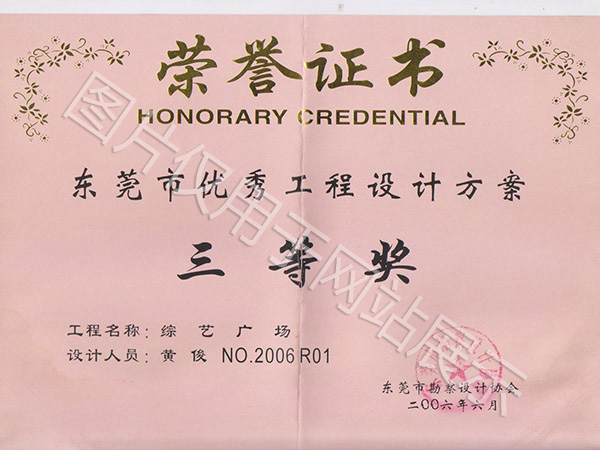 荣誉证书
HONORARY CREDENTIAL
东莞市优秀工程设计方案
三等奖
工程名称：综艺广场
设计人员：黄俊 NO.2006R01
东莞市勘察设计协会
二00六年六月
图片仅用于网站展示